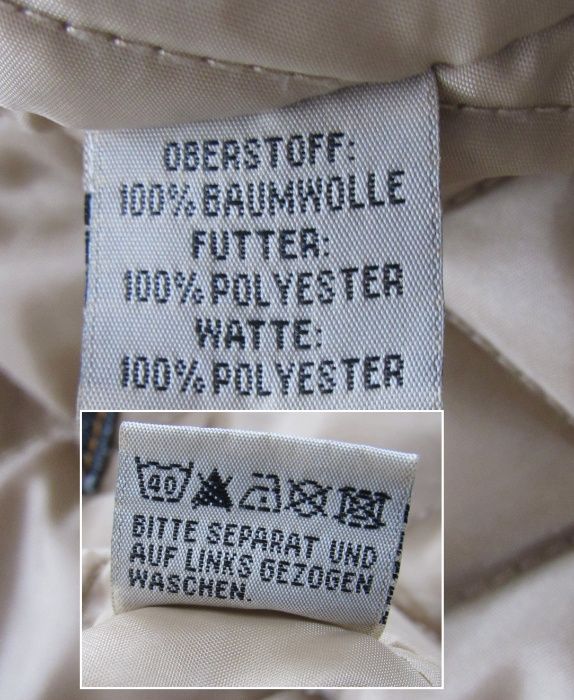 OBERSTOFF:
100% BAUMWOLLE
FUTTER:
100% POLYESTER
WATTE:
100% POLYESTER
40
BITTE SEPARAT UND
AUF LINKS GEZOGEN
WASCHEN.